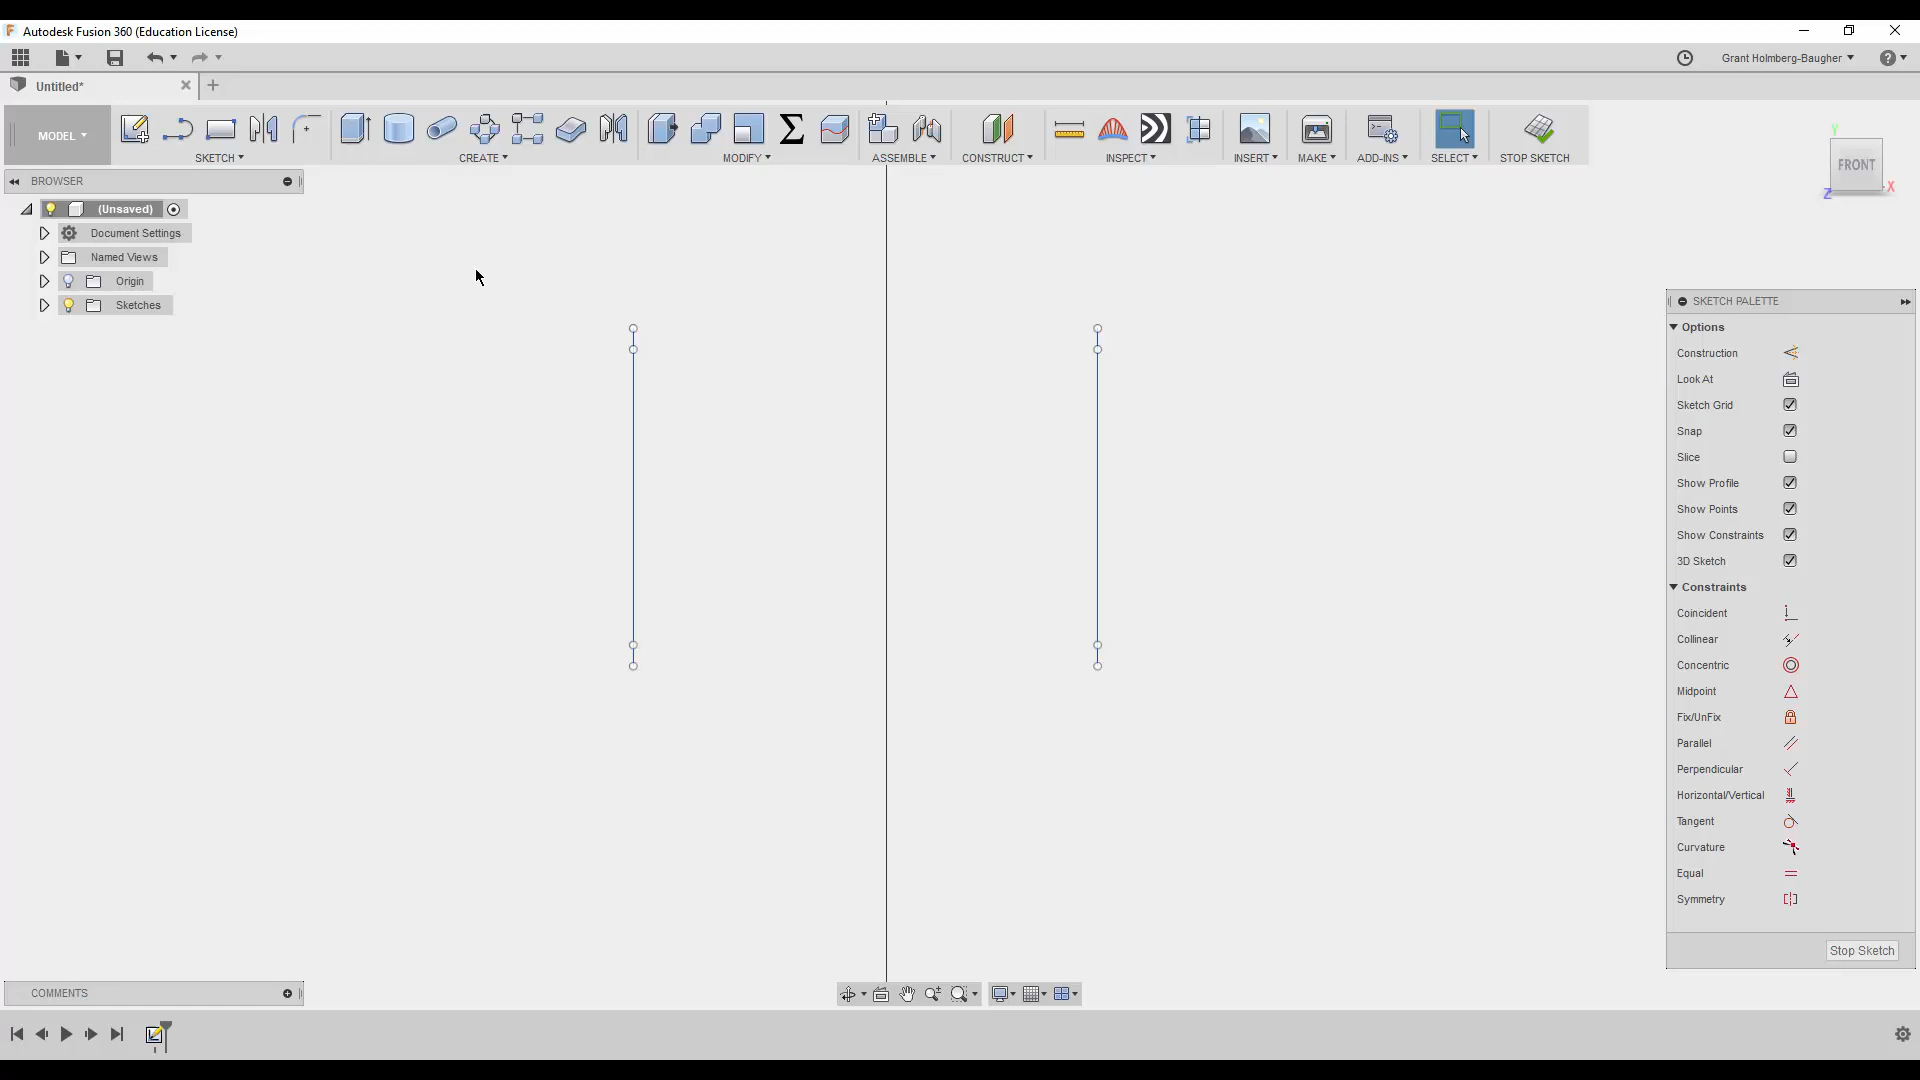 Autodesk Fusion 360 (Education License)
Grant Holmberg-Baugher
Untitled*
MODEL
SKETCH
CREATE
MODIFY
ASSEMBLE
CONSTRUCT
INSPECT
INSERT
MAKE
ADD-INS
SELECT
STOP SKETCH
Y
FRONT
X
Z
BROWSER
(Unsaved)
Document Settings
Named Views
Origin
Sketches
SKETCH PALETTE
Options
Construction
Look At
Sketch Grid
Snap
Slice
Show Profile
Show Points
Show Constraints
3D Sketch
Constraints
Coincident
Collinear
Concentric
Midpoint
Fix/UnFix
Parallel
Perpendicular
Horizontal/Vertical
Tangent
Curvature
Equal
Symmetry
Stop Sketch
COMMENTS